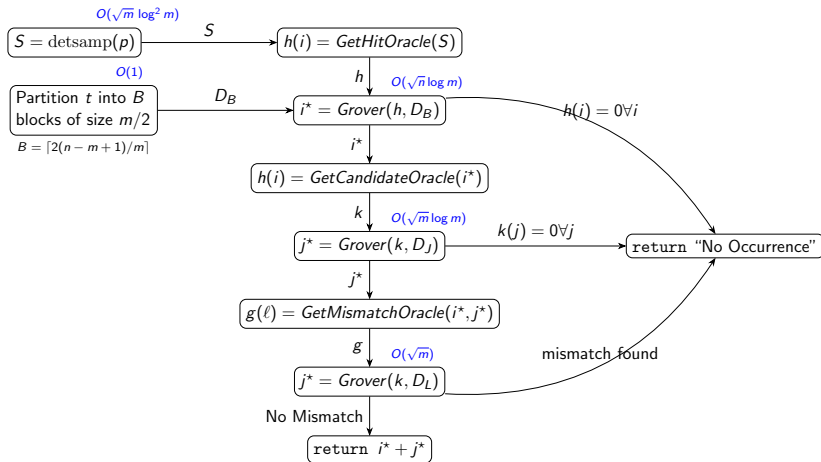 O(√m log² m)
S = detsamp(p)
S
h(i) = GetHitOracle(S)
O(1)
h
O(√n log m)
Partition t into B
blocks of size m/2
D_B
i* = Grover(h, D_B)
h(i) = 0∀i
B = ⌈2(n − m + 1)/m⌉
i*
h(i) = GetCandidateOracle(i*)
k
O(√m log m)
j* = Grover(k, D_J)
k(j) = 0∀j
return “No Occurrence”
j*
g(ℓ) = GetMismatchOracle(i*, j*)
g
O(√m)
mismatch found
j* = Grover(k, D_L)
No Mismatch
return i* + j*